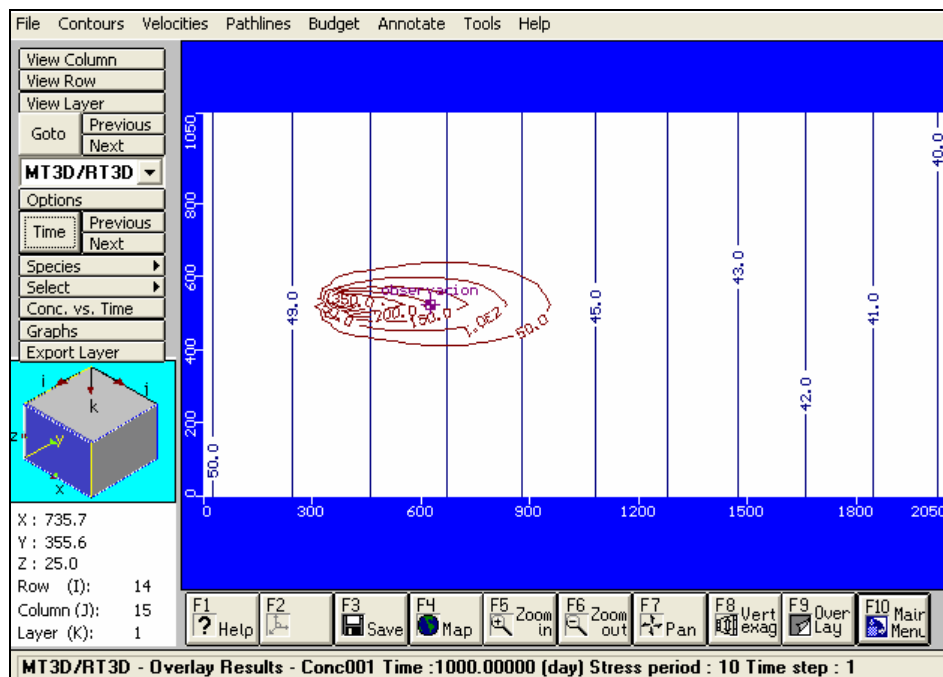 File Contours Velocities Pathlines Budget Annotate Tools Help
View Column
View Row
View Layer
Goto
Previous
Next
MT3D/RT3D
Options
Time
Previous
Next
Species
Select
Conc. vs. Time
Graphs
Export Layer
i
j
k
z
y
x
X : 735.7
Y : 355.6
Z : 25.0
Row (I): 14
Column (J): 15
Layer (K): 1
1050
800
600
400
200
0
0 300 600 900 1200 1500 1800 2050
50.0
49.0
45.0
43.0
42.0
41.0
40.0
observacion
350.0
200.0
150.0
1.0E2
50.0
F1 ? Help
F2
F3 Save
F4 Map
F5 Zoom in
F6 Zoom out
F7 Pan
F8 Vert exag
F9 Over Lay
F10 Main Menu
MT3D/RT3D - Overlay Results - Conc001 Time :1000.00000 (day) Stress period : 10 Time step : 1